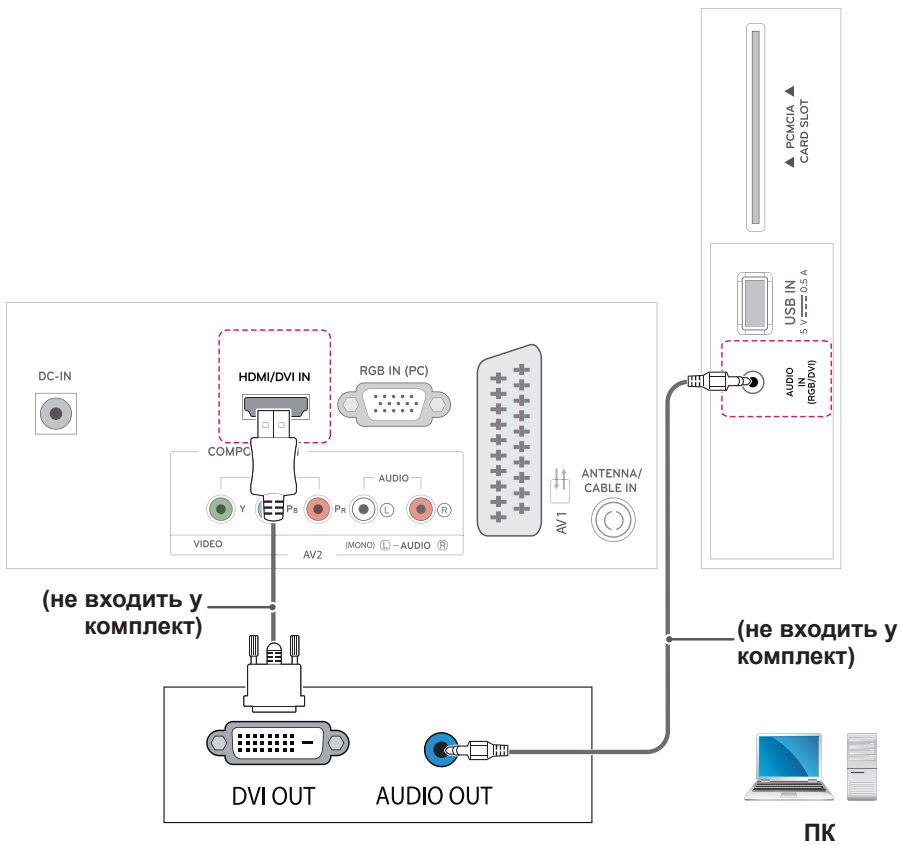 ▲ PCMCIA ▲
CARD SLOT
USB IN
5 V 0.5 A
AUDIO
IN
(RGB/DVI)
DC-IN
HDMI/DVI IN
RGB IN (PC)
AUDIO
Y
PB
PR
L
R
VIDEO
(MONO) L – AUDIO R
AV2
AV1
ANTENNA/
CABLE IN
(не входить у
комплект)
(не входить у
комплект)
DVI OUT
AUDIO OUT
ПК